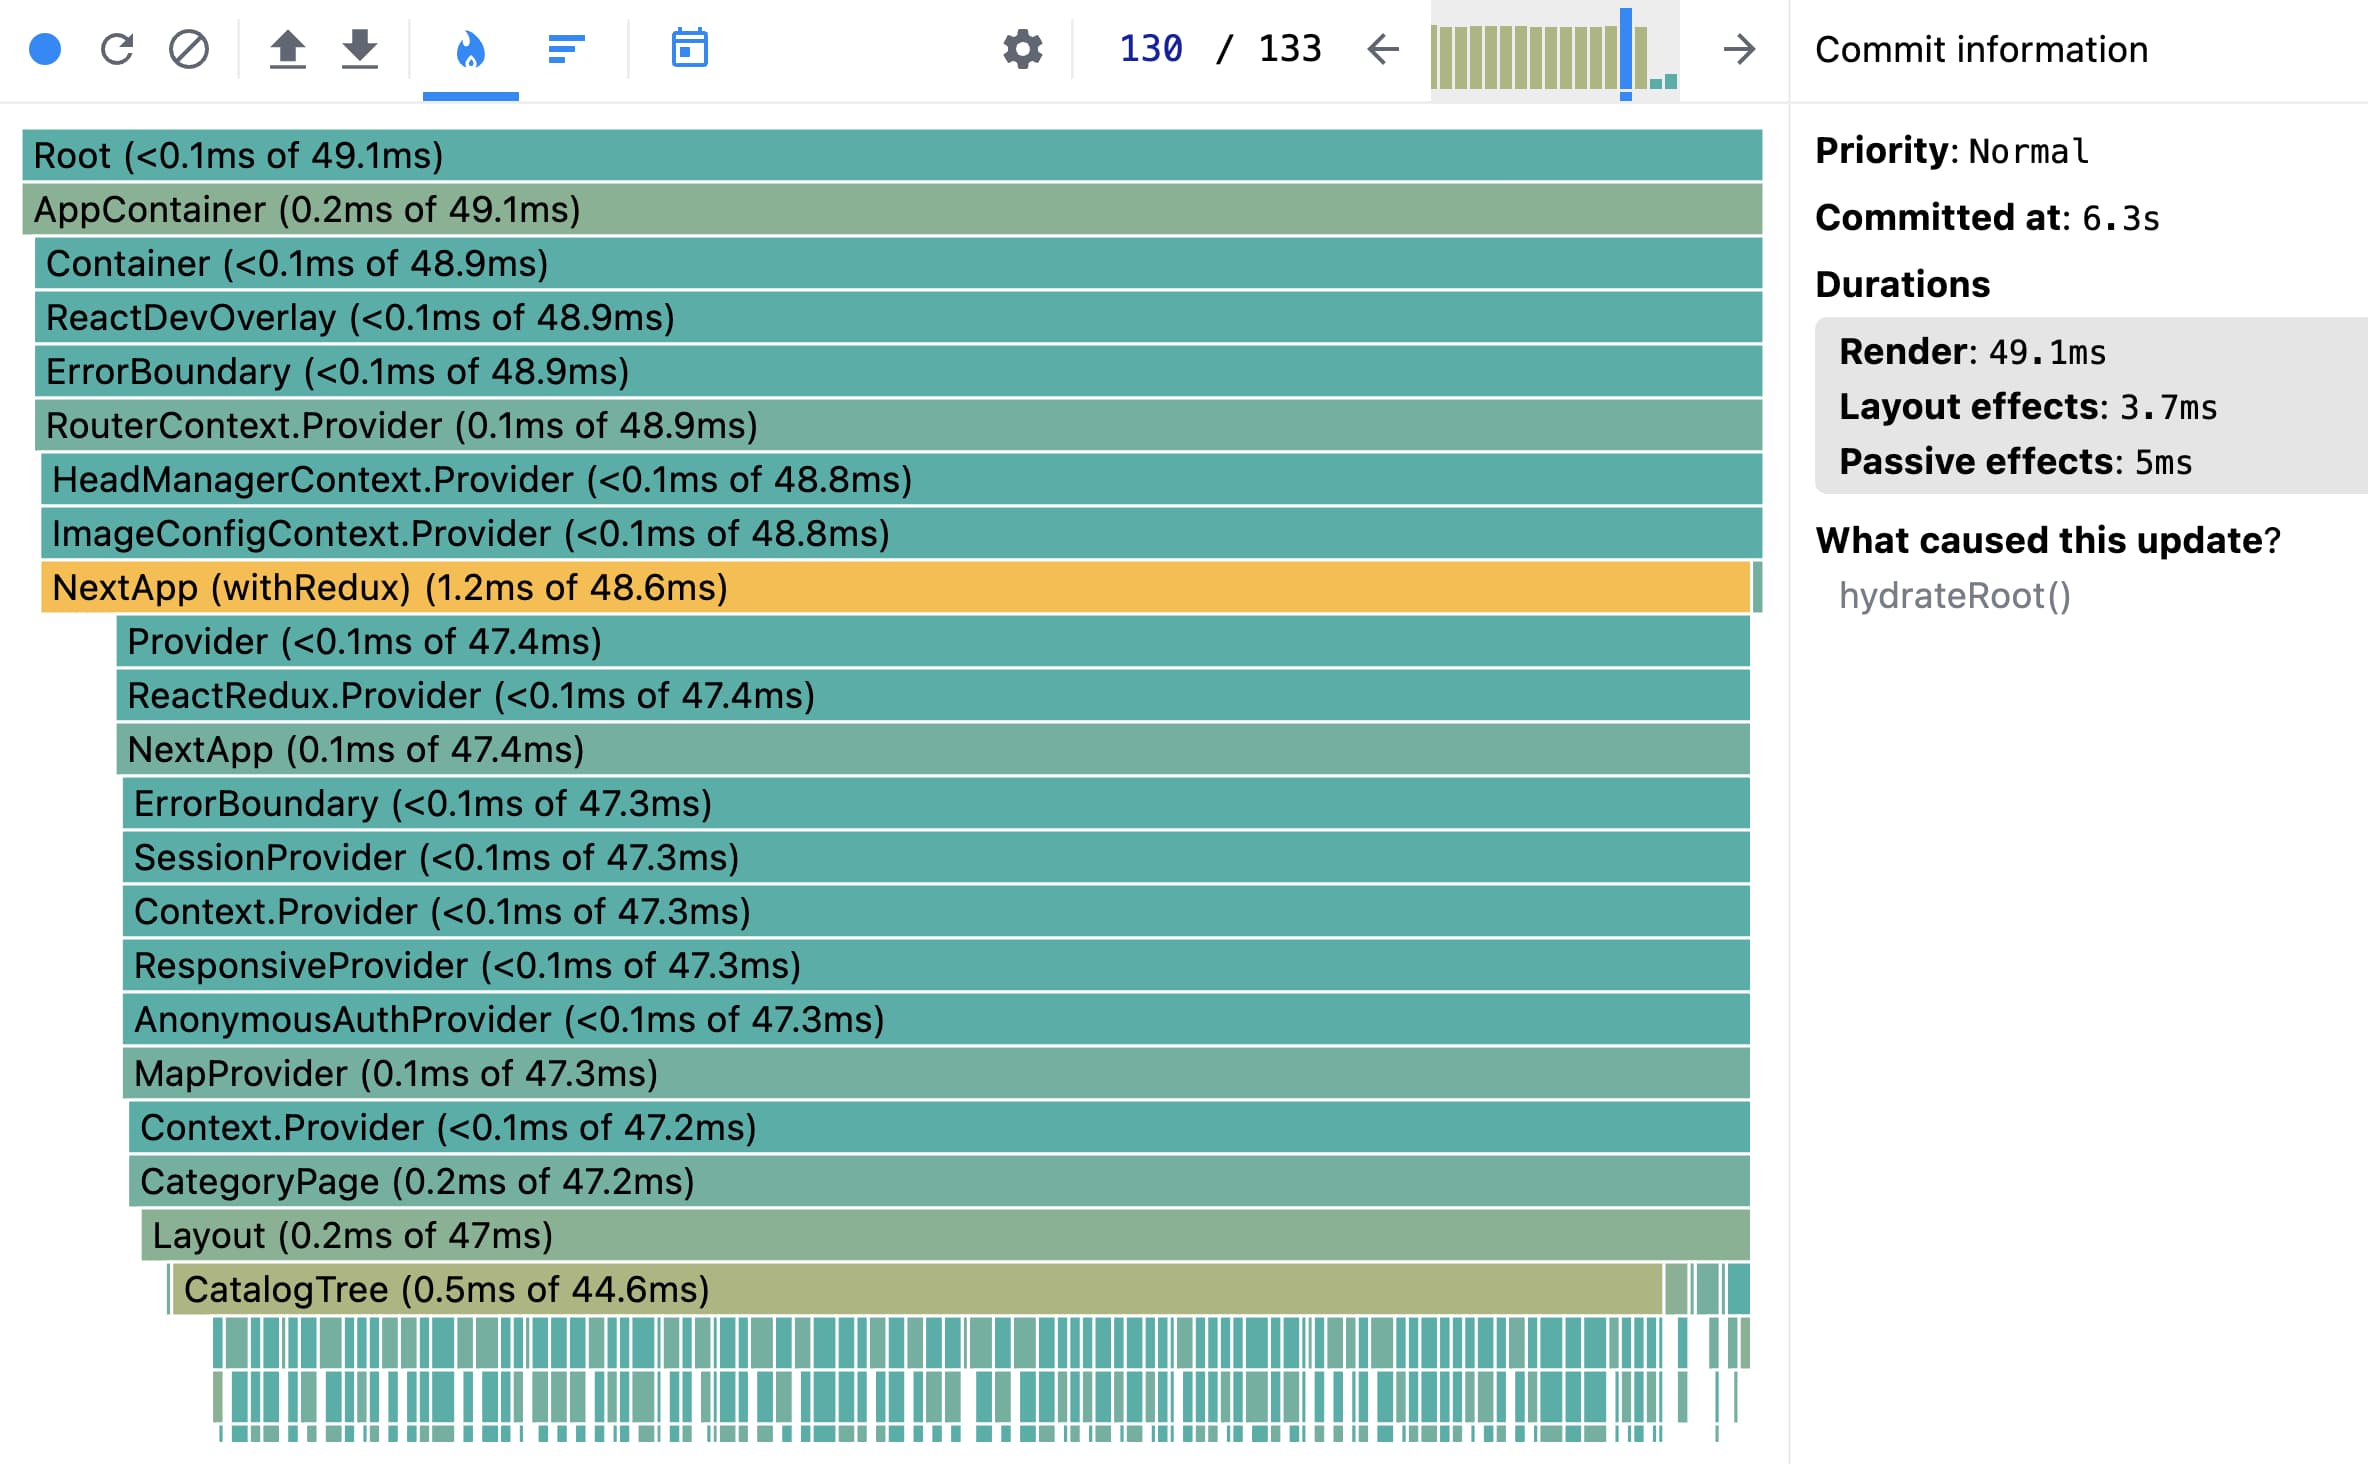 130 / 133
Commit information
Root (<0.1ms of 49.1ms)
AppContainer (0.2ms of 49.1ms)
Container (<0.1ms of 48.9ms)
ReactDevOverlay (<0.1ms of 48.9ms)
ErrorBoundary (<0.1ms of 48.9ms)
RouterContext.Provider (0.1ms of 48.9ms)
HeadManagerContext.Provider (<0.1ms of 48.8ms)
ImageConfigContext.Provider (<0.1ms of 48.8ms)
NextApp (withRedux) (1.2ms of 48.6ms)
Provider (<0.1ms of 47.4ms)
ReactRedux.Provider (<0.1ms of 47.4ms)
NextApp (0.1ms of 47.4ms)
ErrorBoundary (<0.1ms of 47.3ms)
SessionProvider (<0.1ms of 47.3ms)
Context.Provider (<0.1ms of 47.3ms)
ResponsiveProvider (<0.1ms of 47.3ms)
AnonymousAuthProvider (<0.1ms of 47.3ms)
MapProvider (0.1ms of 47.3ms)
Context.Provider (<0.1ms of 47.2ms)
CategoryPage (0.2ms of 47.2ms)
Layout (0.2ms of 47ms)
CatalogTree (0.5ms of 44.6ms)
Priority: Normal
Committed at: 6.3s
Durations
Render: 49.1ms
Layout effects: 3.7ms
Passive effects: 5ms
What caused this update?
hydrateRoot()